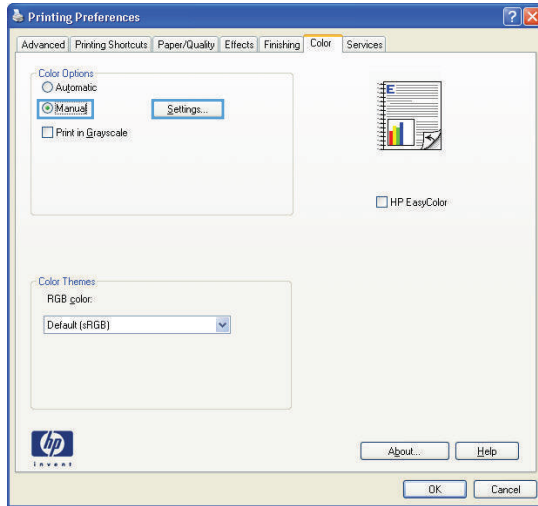 Printing Preferences
Advanced Printing Shortcuts Paper/Quality Effects Finishing Color Services
Color Options
Automatic
Manual Settings...
Print in Grayscale
E
HP EasyColor
Color Themes
RGB color:
Default (sRGB)
hp
invent
About... Help
OK Cancel